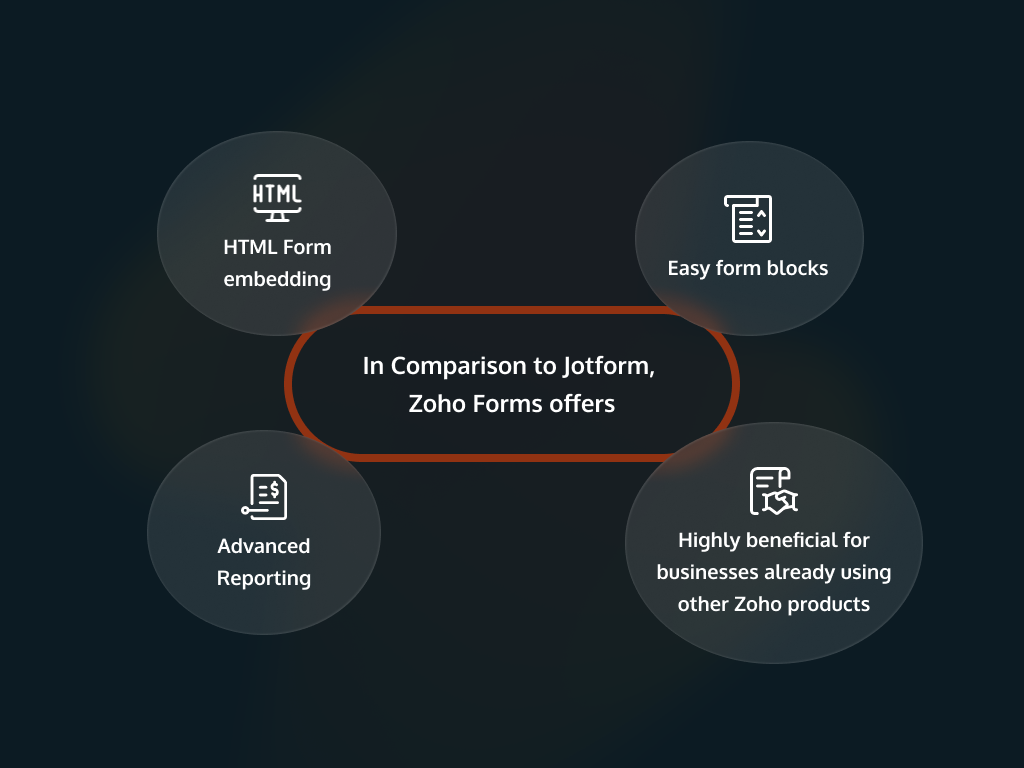 HTML
HTML Form
embedding
Easy form blocks
In Comparison to Jotform,
Zoho Forms offers
$
Advanced
Reporting
Highly beneficial for
businesses already using
other Zoho products